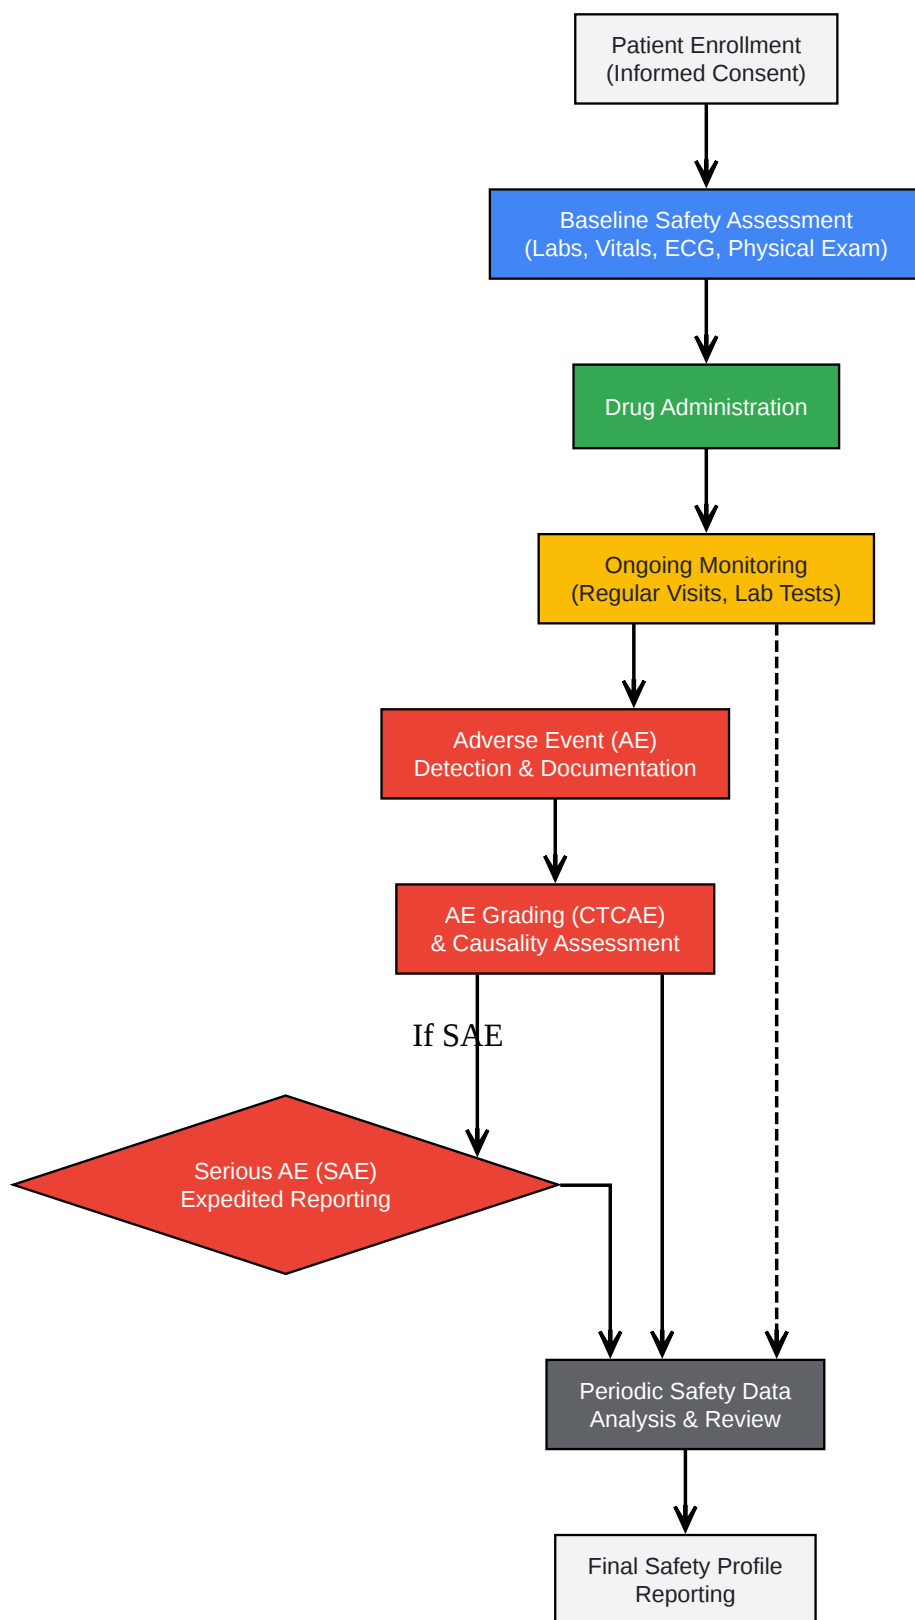 Patient Enrollment
(Informed Consent)
Baseline Safety Assessment
(Labs, Vitals, ECG, Physical Exam)
Drug Administration
Ongoing Monitoring
(Regular Visits, Lab Tests)
Adverse Event (AE)
Detection & Documentation
AE Grading (CTCAE)
& Causality Assessment
If SAE
Serious AE (SAE)
Expedited Reporting
Periodic Safety Data
Analysis & Review
Final Safety Profile
Reporting